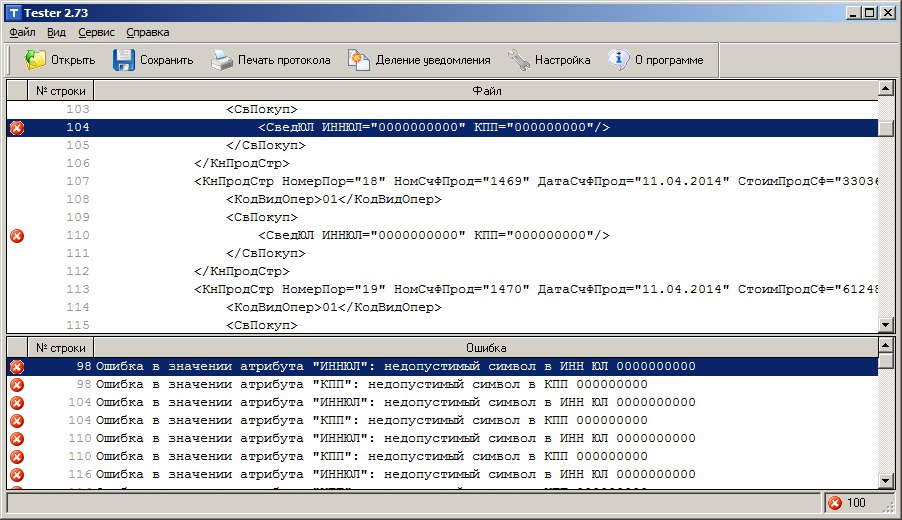 Tester 2.73
Файл Вид Сервис Справка
Открыть Сохранить Печать протокола Деление уведомления Настройка О программе
№ строки Файл
103 <СвПокуп>
104 <СведЮЛ ИННЮЛ="0000000000" КПП="000000000"/>
105 </СвПокуп>
106 </КнПродСтр>
107 <КнПродСтр НомерПор="18" НомСчФПрод="1469" ДатаСчФПрод="11.04.2014" СтоимПродСФ="33036
108 <КодВидОпер>01</КодВидОпер>
109 <СвПокуп>
110 <СведЮЛ ИННЮЛ="0000000000" КПП="000000000"/>
111 </СвПокуп>
112 </КнПродСтр>
113 <КнПродСтр НомерПор="19" НомСчФПрод="1470" ДатаСчФПрод="11.04.2014" СтоимПродСФ="61248
114 <КодВидОпер>01</КодВидОпер>
115 <СвПокуп>
№ строки Ошибка
98 Ошибка в значении атрибута "ИННЮЛ": недопустимый символ в ИНН ЮЛ 0000000000
98 Ошибка в значении атрибута "КПП": недопустимый символ в КПП 000000000
104 Ошибка в значении атрибута "ИННЮЛ": недопустимый символ в ИНН ЮЛ 0000000000
104 Ошибка в значении атрибута "КПП": недопустимый символ в КПП 000000000
110 Ошибка в значении атрибута "ИННЮЛ": недопустимый символ в ИНН ЮЛ 0000000000
110 Ошибка в значении атрибута "КПП": недопустимый символ в КПП 000000000
116 Ошибка в значении атрибута "ИННЮЛ": недопустимый символ в ИНН ЮЛ 0000000000
100